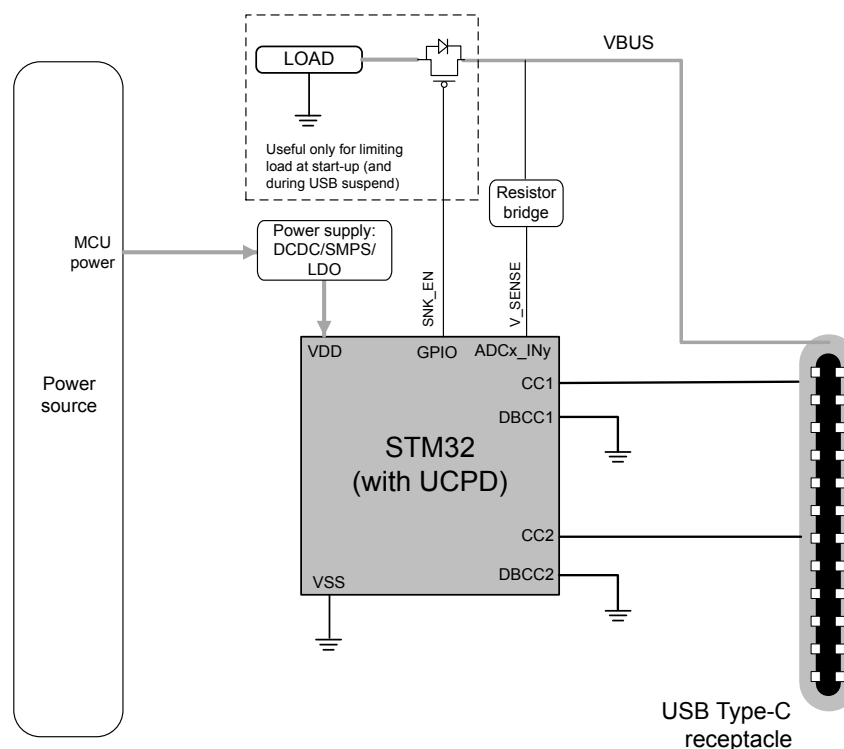 VBUS
LOAD
Useful only for limiting
load at start-up (and
during USB suspend)
Resistor
bridge
MCU
power
Power supply:
DCDC/SMPS/
LDO
SNK_EN
V_SENSE
VDD
GPIO
ADCx_INy
CC1
Power
source
DBCC1
STM32
(with UCPD)
CC2
DBCC2
VSS
USB Type-C
receptacle